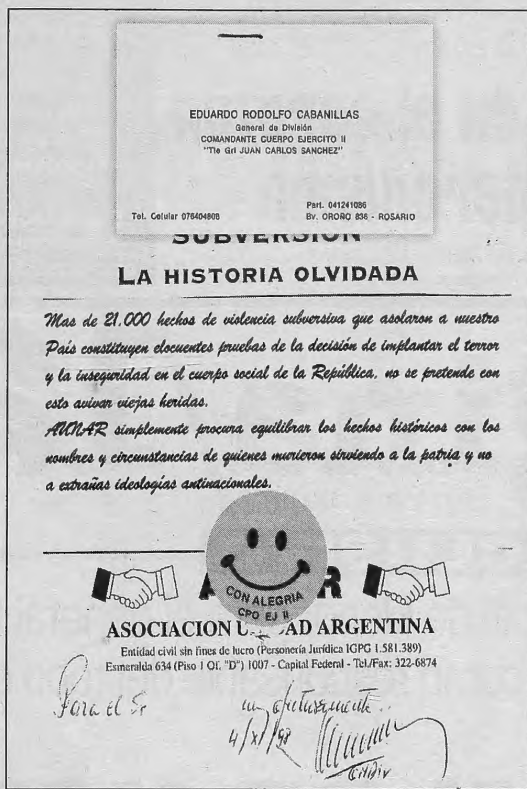 EDUARDO RODOLFO CABANILLAS
General de División
COMANDANTE CUERPO EJERCITO II
"Tte Grl JUAN CARLOS SANCHEZ"
Part. 041241086
Tel. Celular 076404808 Bv. OROÑO 838 - ROSARIO
SUBVERSION
LA HISTORIA OLVIDADA
Mas de 21.000 hechos de violencia subversiva que asolaron a nuestro
País constituyen elocuentes pruebas de la decisión de implantar el terror
y la inseguridad en el cuerpo social de la República, no se pretende con
esto avivar viejas heridas.
AUNAR simplemente procura equilibrar los hechos históricos con los
nombres y circunstancias de quienes murieron sirviendo a la patria y no
a extrañas ideologías antinacionales.
CON ALEGRIA
CPO EJ II
A R
ASOCIACION U AD ARGENTINA
Entidad civil sin fines de lucro (Personería Jurídica IGPG 1.581.389)
Esmeralda 634 (Piso 1 Of. "D") 1007 - Capital Federal - Tel./Fax: 322-6874
Para el Sr
muy afectuosamente
4/XI/98